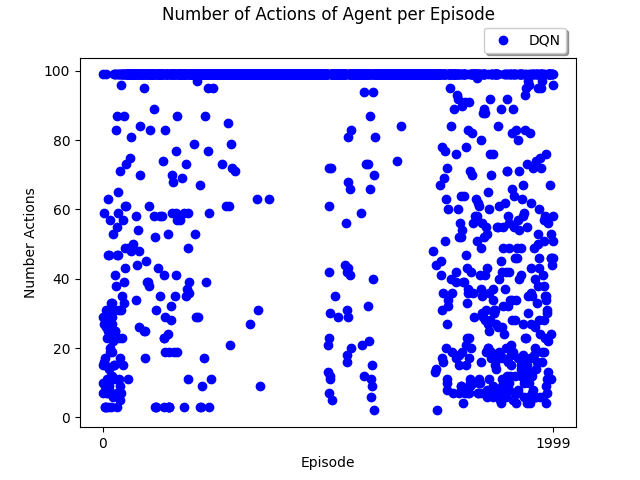 Number of Actions of Agent per Episode
DQN
100
80
60
40
20
0
Number Actions
0
1999
Episode